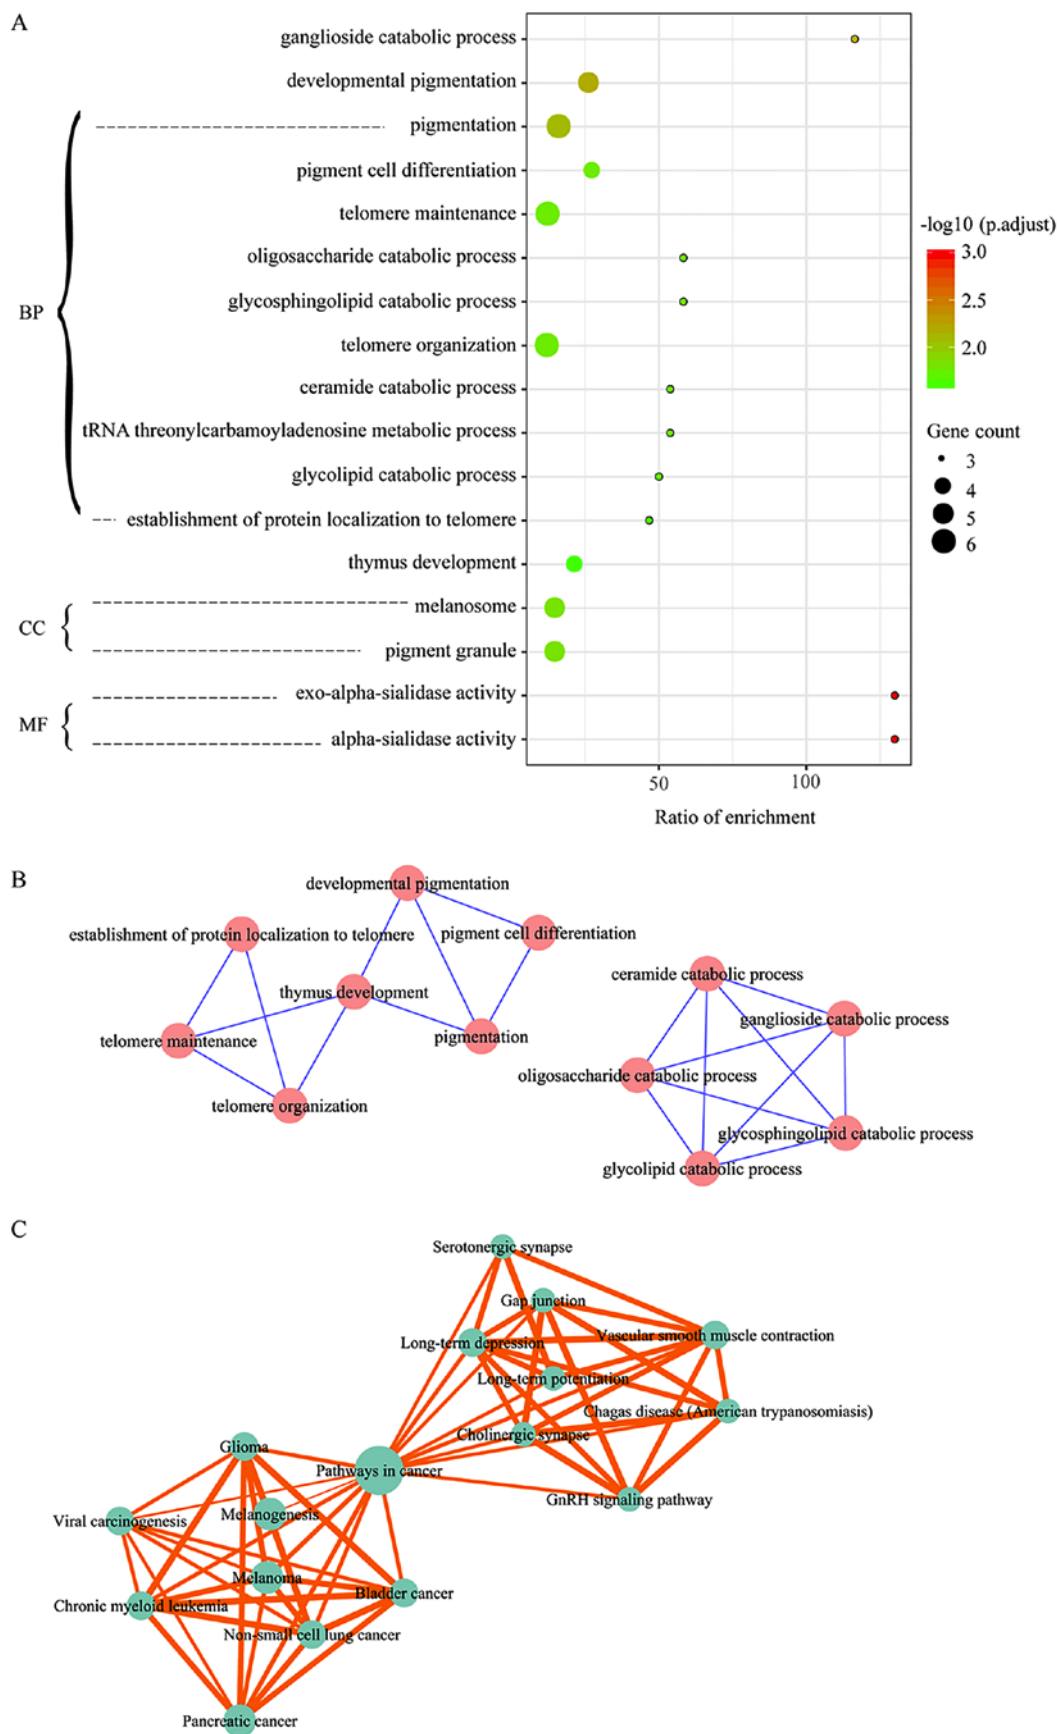 A
ganglioside catabolic process
developmental pigmentation
pigmentation
pigment cell differentiation
telomere maintenance
oligosaccharide catabolic process
glycosphingolipid catabolic process
BP
telomere organization
ceramide catabolic process
tRNA threonylcarbamoyladenosine metabolic process
glycolipid catabolic process
establishment of protein localization to telomere
thymus development
melanosome
CC
pigment granule
exo-alpha-sialidase activity
MF
alpha-sialidase activity
50
100
Ratio of enrichment
-log10 (p.adjust)
3.0
2.5
2.0
Gene count
3
4
5
6
B
developmental pigmentation
establishment of protein localization to telomere
pigment cell differentiation
thymus development
telomere maintenance
pigmentation
telomere organization
ceramide catabolic process
ganglioside catabolic process
oligosaccharide catabolic process
glycosphingolipid catabolic process
glycolipid catabolic process
C
Serotonergic synapse
Gap junction
Long-term depression
Vascular smooth muscle contraction
Long-term potentiation
Chagas disease (American trypanosomiasis)
Cholinergic synapse
Glioma
Pathways in cancer
GnRH signaling pathway
Viral carcinogenesis
Melanogenesis
Melanoma
Bladder cancer
Chronic myeloid leukemia
Non-small cell lung cancer
Pancreatic cancer